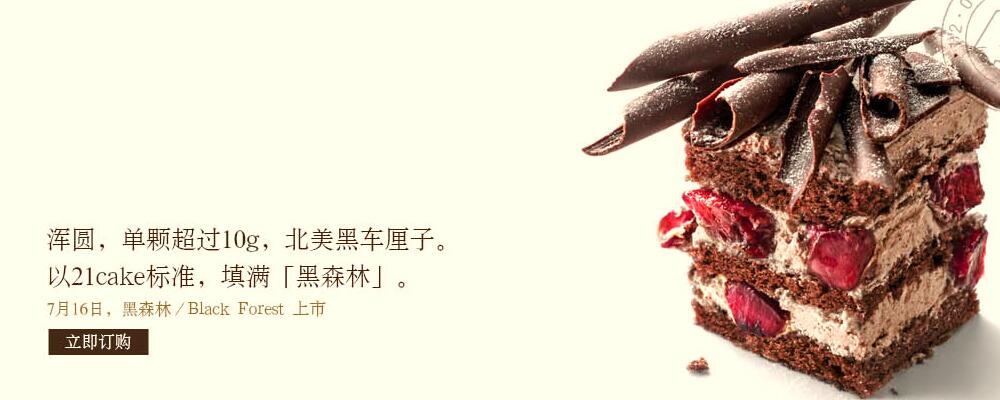 浑圆，单颗超过10g，北美黑车厘子。
以21cake标准，填满「黑森林」。
7月16日，黑森林 / Black Forest 上市
立即订购